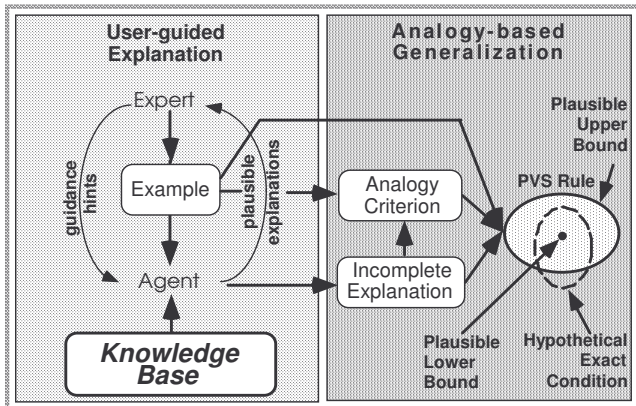 User-guided
Explanation
Expert
guidance
hints
Example
plausible
explanations
Agent
Knowledge
Base
Analogy-based
Generalization
Plausible
Upper
Bound
PVS Rule
Analogy
Criterion
Incomplete
Explanation
Plausible
Lower
Bound
Hypothetical
Exact
Condition